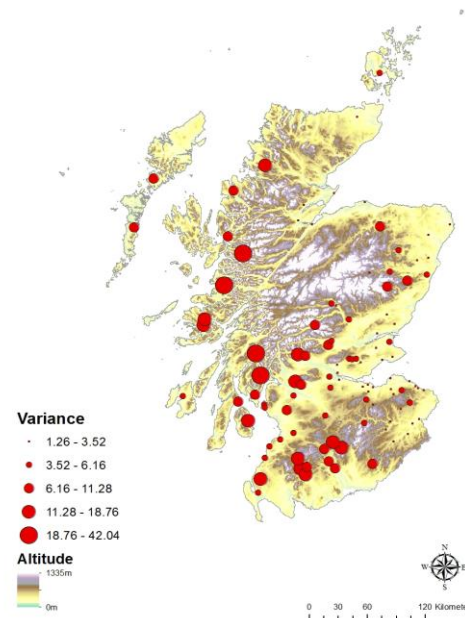 Variance
1.26 - 3.52
3.52 - 6.16
6.16 - 11.28
11.28 - 18.76
18.76 - 42.04
Altitude
1335m
0m
N
W E
S
0 30 60 120 Kilomete